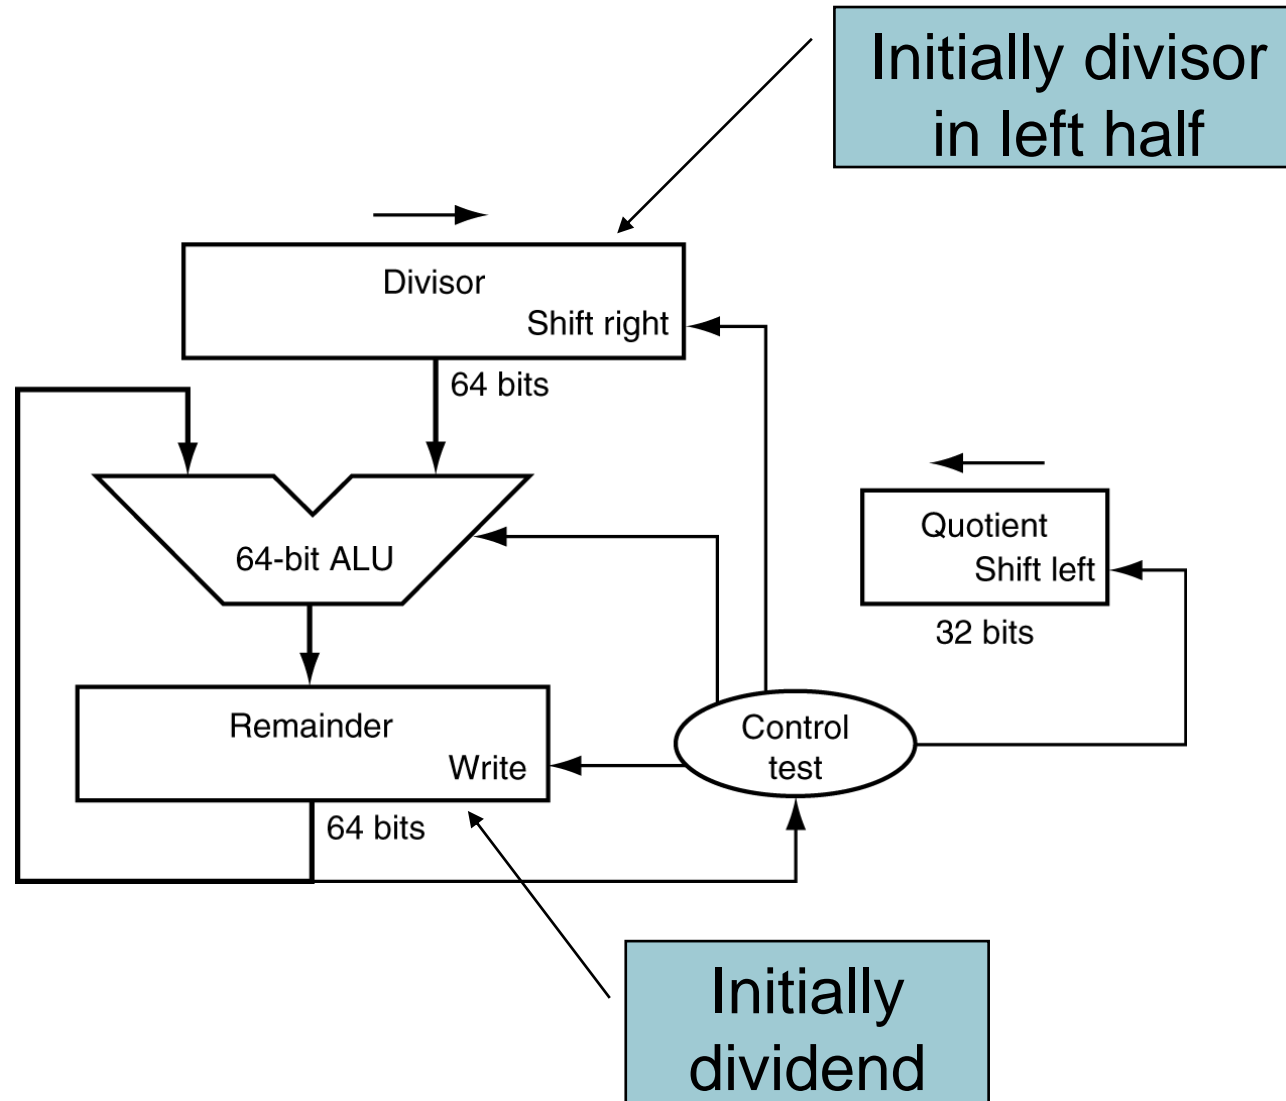 Initially divisor
in left half
Divisor
Shift right
64 bits
64-bit ALU
Quotient
Shift left
32 bits
Remainder
Write
Control
test
64 bits
Initially
dividend